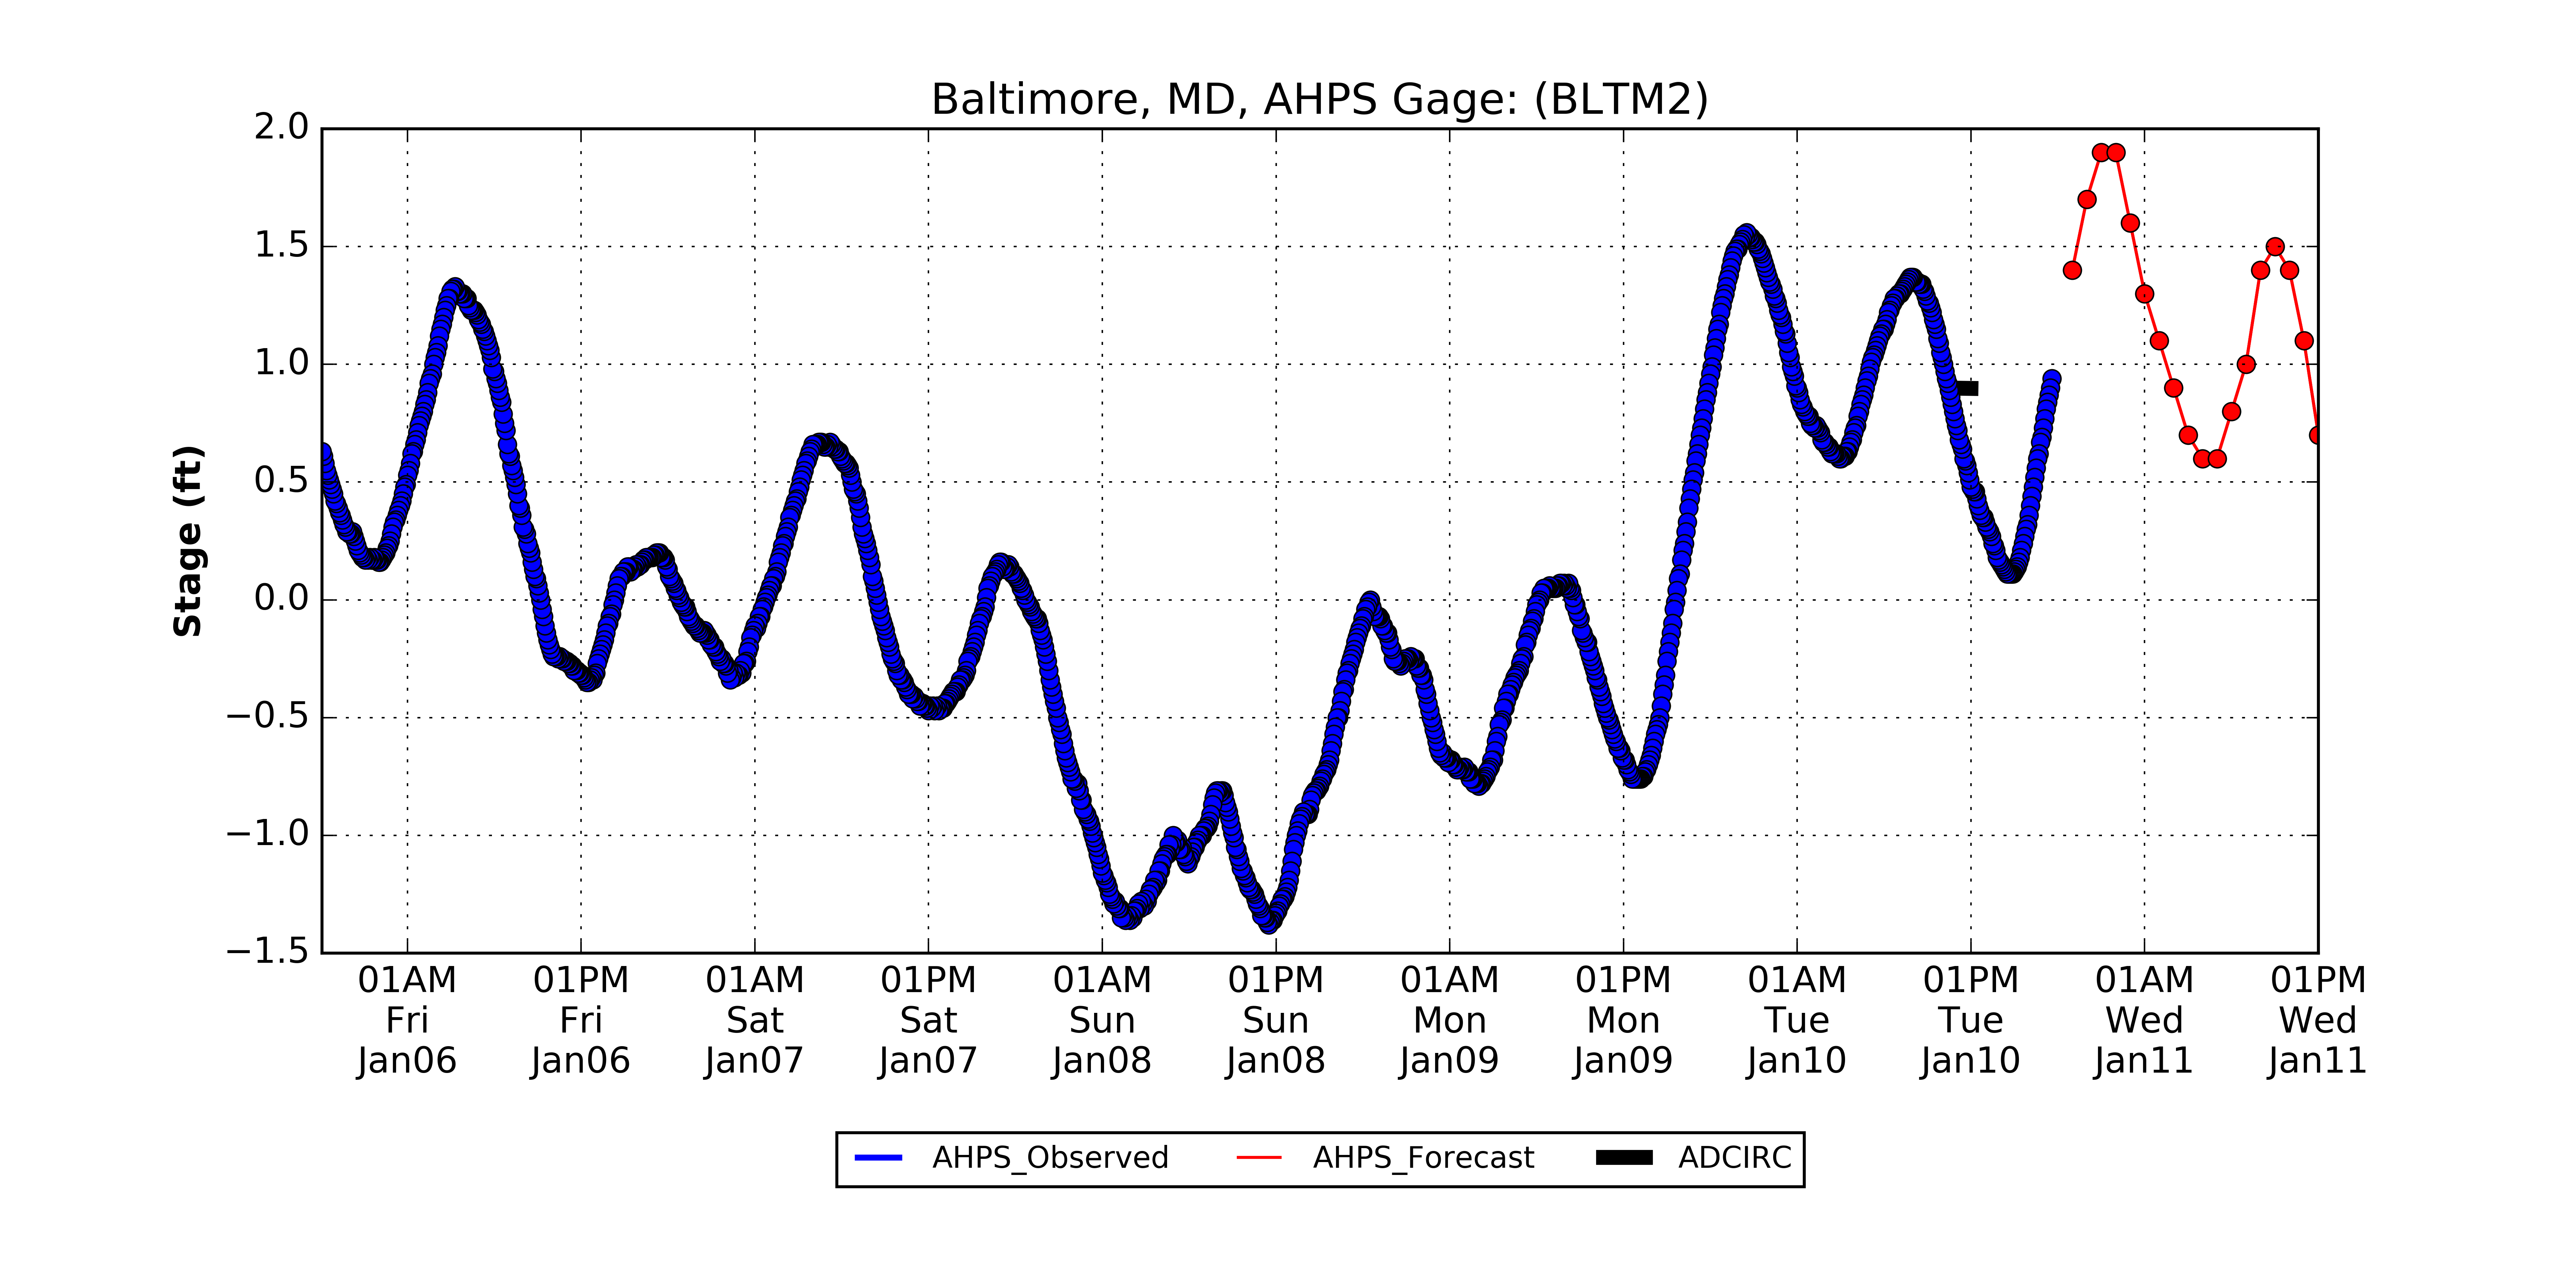 Baltimore, MD, AHPS Gage: (BLTM2)
2.0
1.5
1.0
0.5
0.0
−0.5
−1.0
−1.5
Stage (ft)
01AM 01PM 01AM 01PM 01AM 01PM 01AM 01PM 01AM 01PM 01AM 01PM
Fri Fri Sat Sat Sun Sun Mon Mon Tue Tue Wed Wed
Jan06 Jan06 Jan07 Jan07 Jan08 Jan08 Jan09 Jan09 Jan10 Jan10 Jan11 Jan11
AHPS_Observed AHPS_Forecast ADCIRC